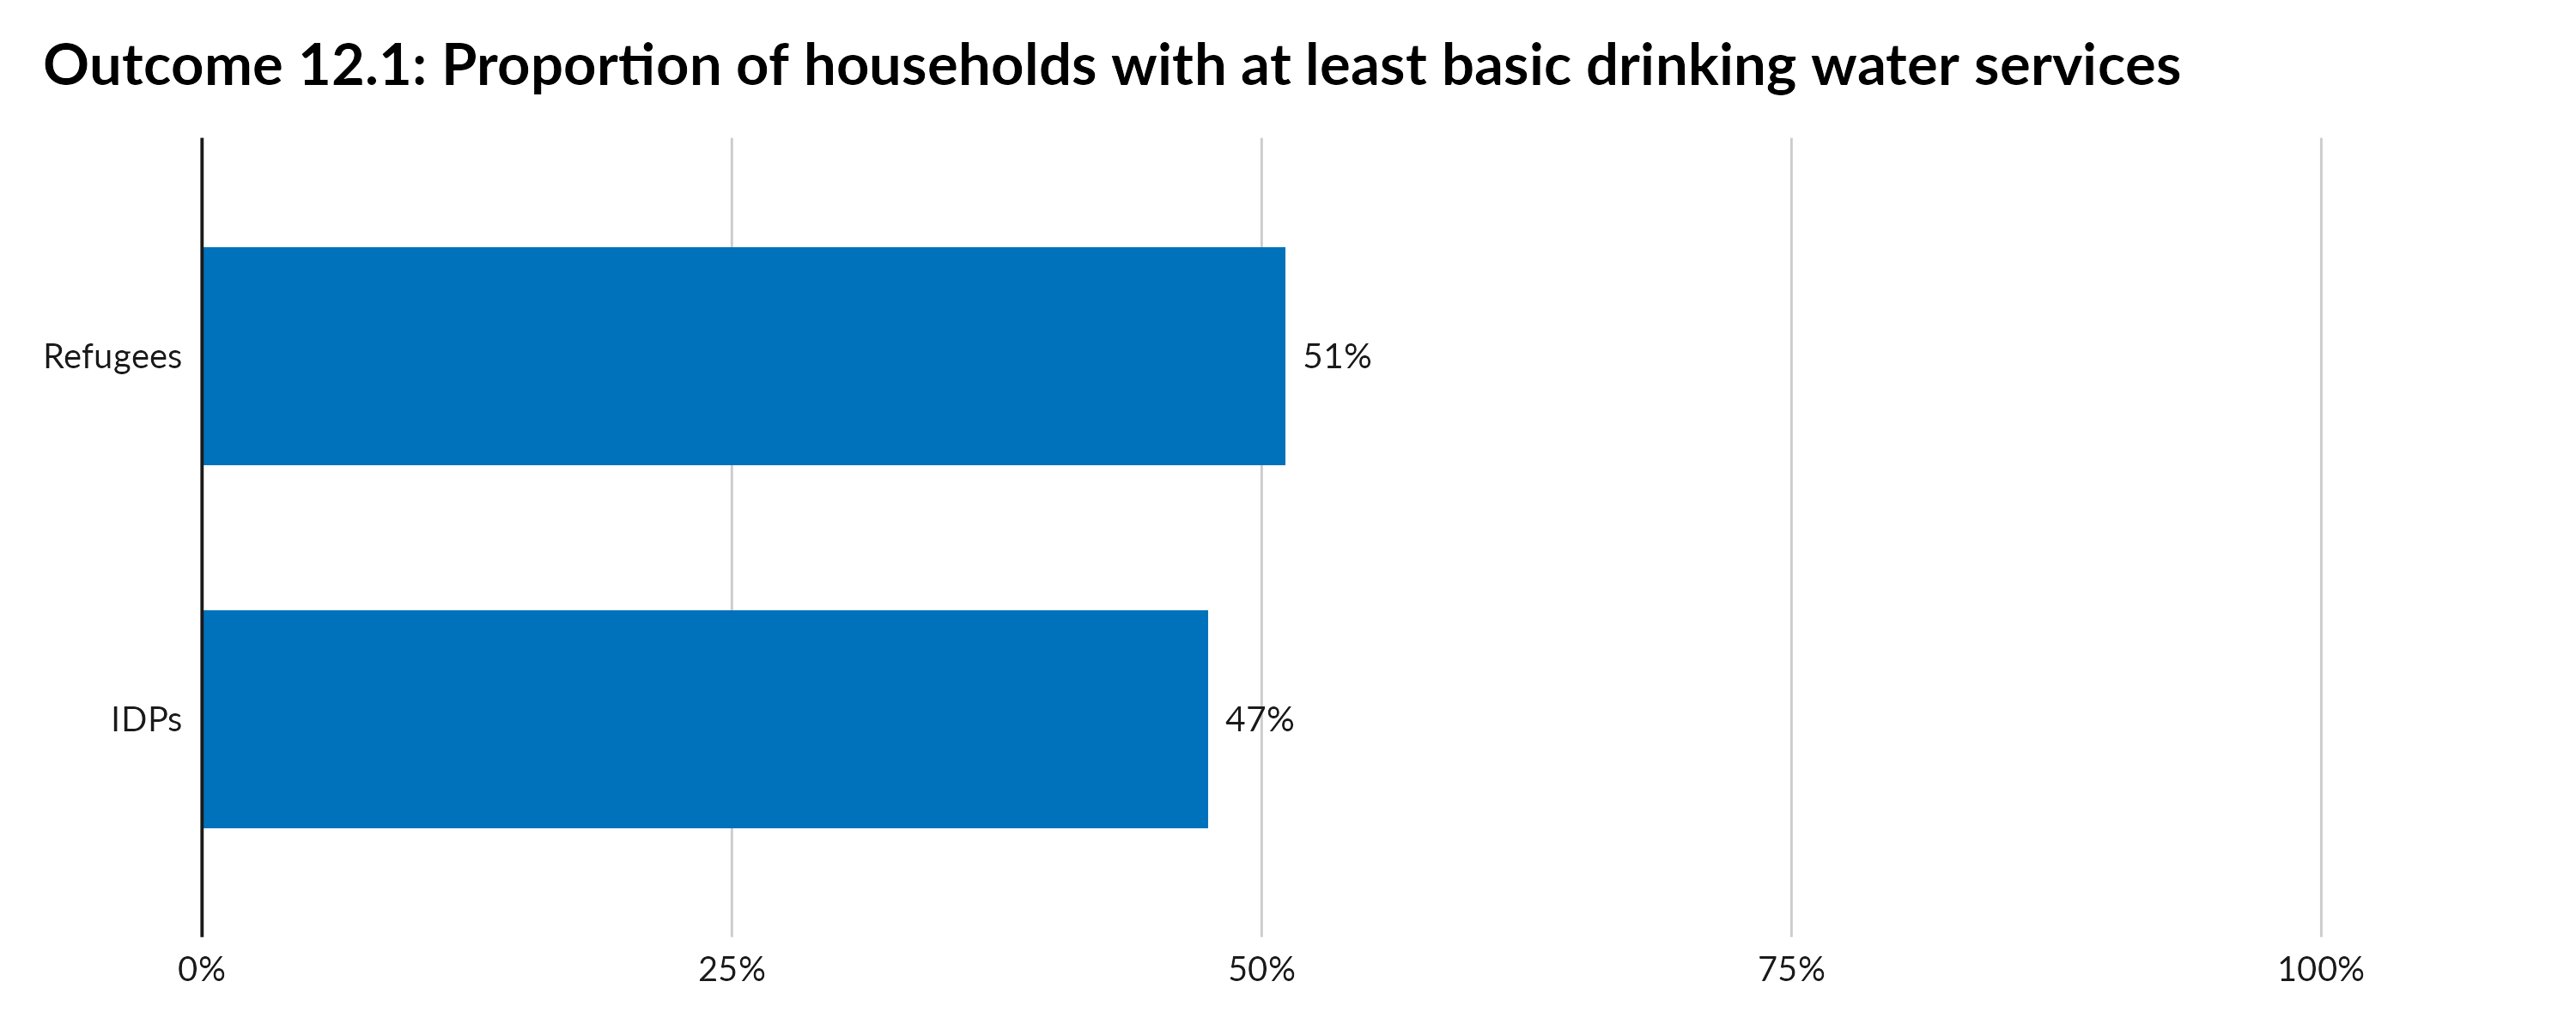 Outcome 12.1: Proportion of households with at least basic drinking water services
Refugees
51%
IDPs
47%
0%
25%
50%
75%
100%